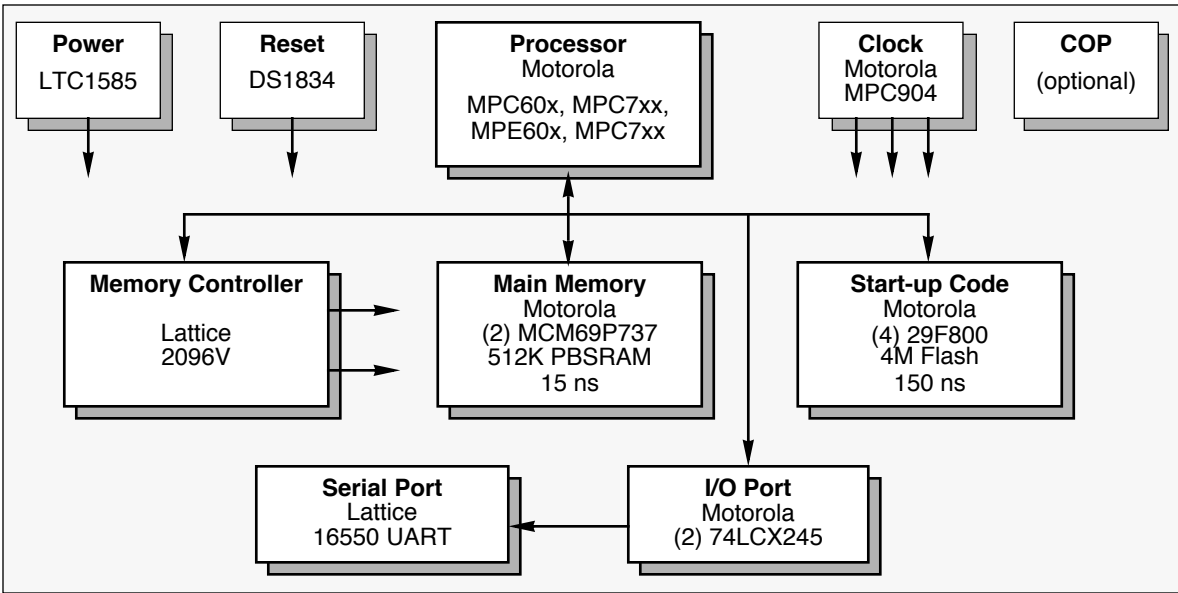 Power
LTC1585
Reset
DS1834
Processor
Motorola
MPC60x, MPC7xx,
MPE60x, MPC7xx
Clock
Motorola
MPC904
COP
(optional)
Memory Controller
Lattice
2096V
Main Memory
Motorola
(2) MCM69P737
512K PBSRAM
15 ns
Start-up Code
Motorola
(4) 29F800
4M Flash
150 ns
Serial Port
Lattice
16550 UART
I/O Port
Motorola
(2) 74LCX245